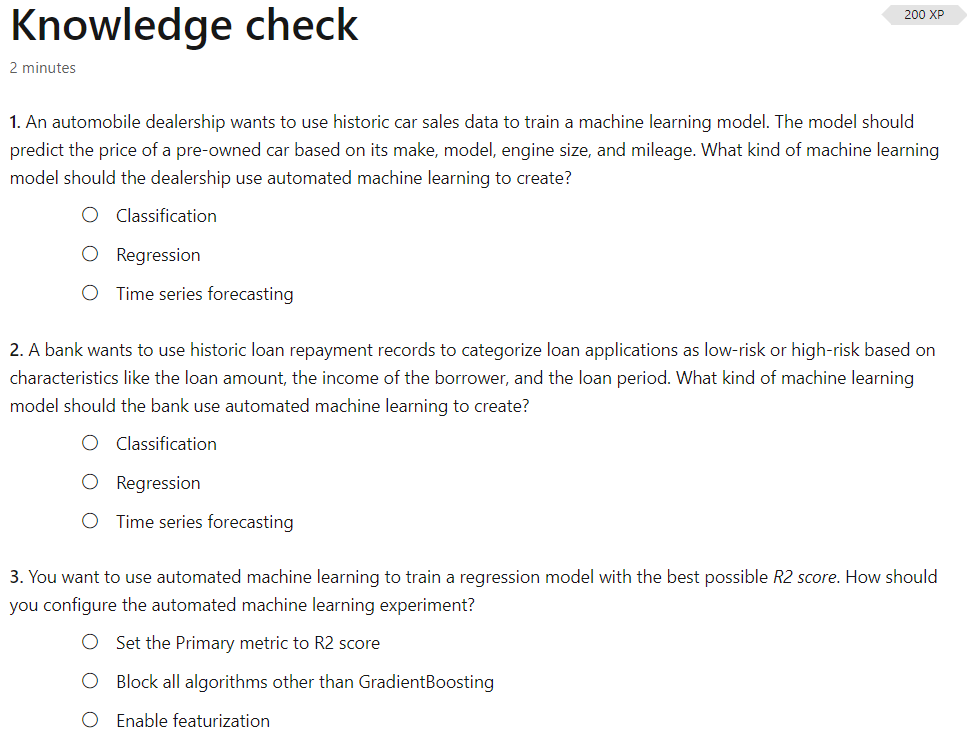 Knowledge check
200 XP
2 minutes
1. An automobile dealership wants to use historic car sales data to train a machine learning model. The model should
predict the price of a pre-owned car based on its make, model, engine size, and mileage. What kind of machine learning
model should the dealership use automated machine learning to create?
Classification
Regression
Time series forecasting
2. A bank wants to use historic loan repayment records to categorize loan applications as low-risk or high-risk based on
characteristics like the loan amount, the income of the borrower, and the loan period. What kind of machine learning
model should the bank use automated machine learning to create?
Classification
Regression
Time series forecasting
3. You want to use automated machine learning to train a regression model with the best possible R2 score. How should
you configure the automated machine learning experiment?
Set the Primary metric to R2 score
Block all algorithms other than GradientBoosting
Enable featurization